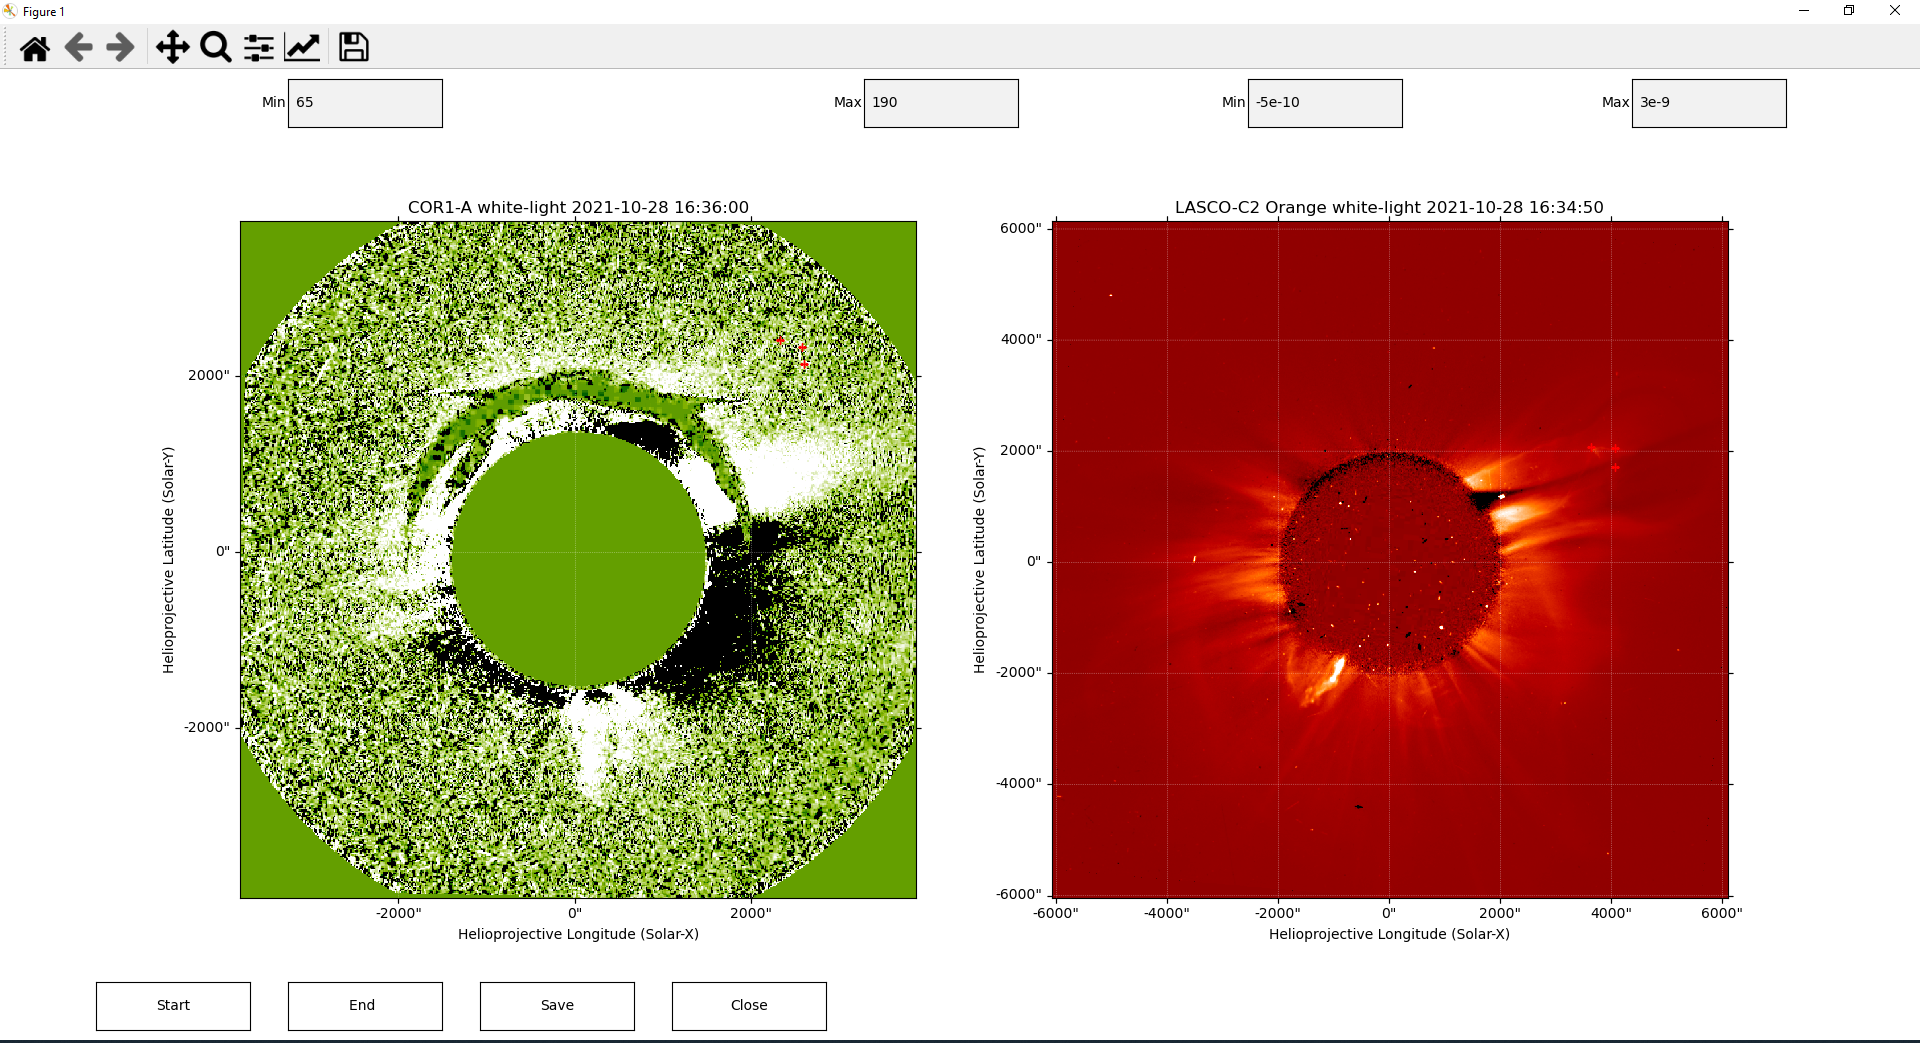 Figure 1
Min 65
Max 190
Min -5e-10
Max 3e-9
COR1-A white-light 2021-10-28 16:36:00
2000"
0"
-2000"
Helioprojective Latitude (Solar-Y)
-2000" 0" 2000"
Helioprojective Longitude (Solar-X)
LASCO-C2 Orange white-light 2021-10-28 16:34:50
6000"
4000"
2000"
0"
-2000"
-4000"
-6000"
Helioprojective Latitude (Solar-Y)
-6000" -4000" -2000" 0" 2000" 4000" 6000"
Helioprojective Longitude (Solar-X)
Start End Save Close